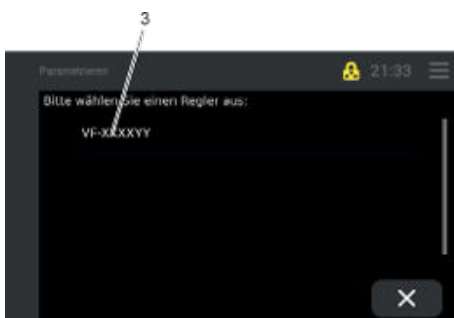 3
Parametrieren
21:33
Bitte wählen Sie einen Regler aus:
VF-XXXXYY